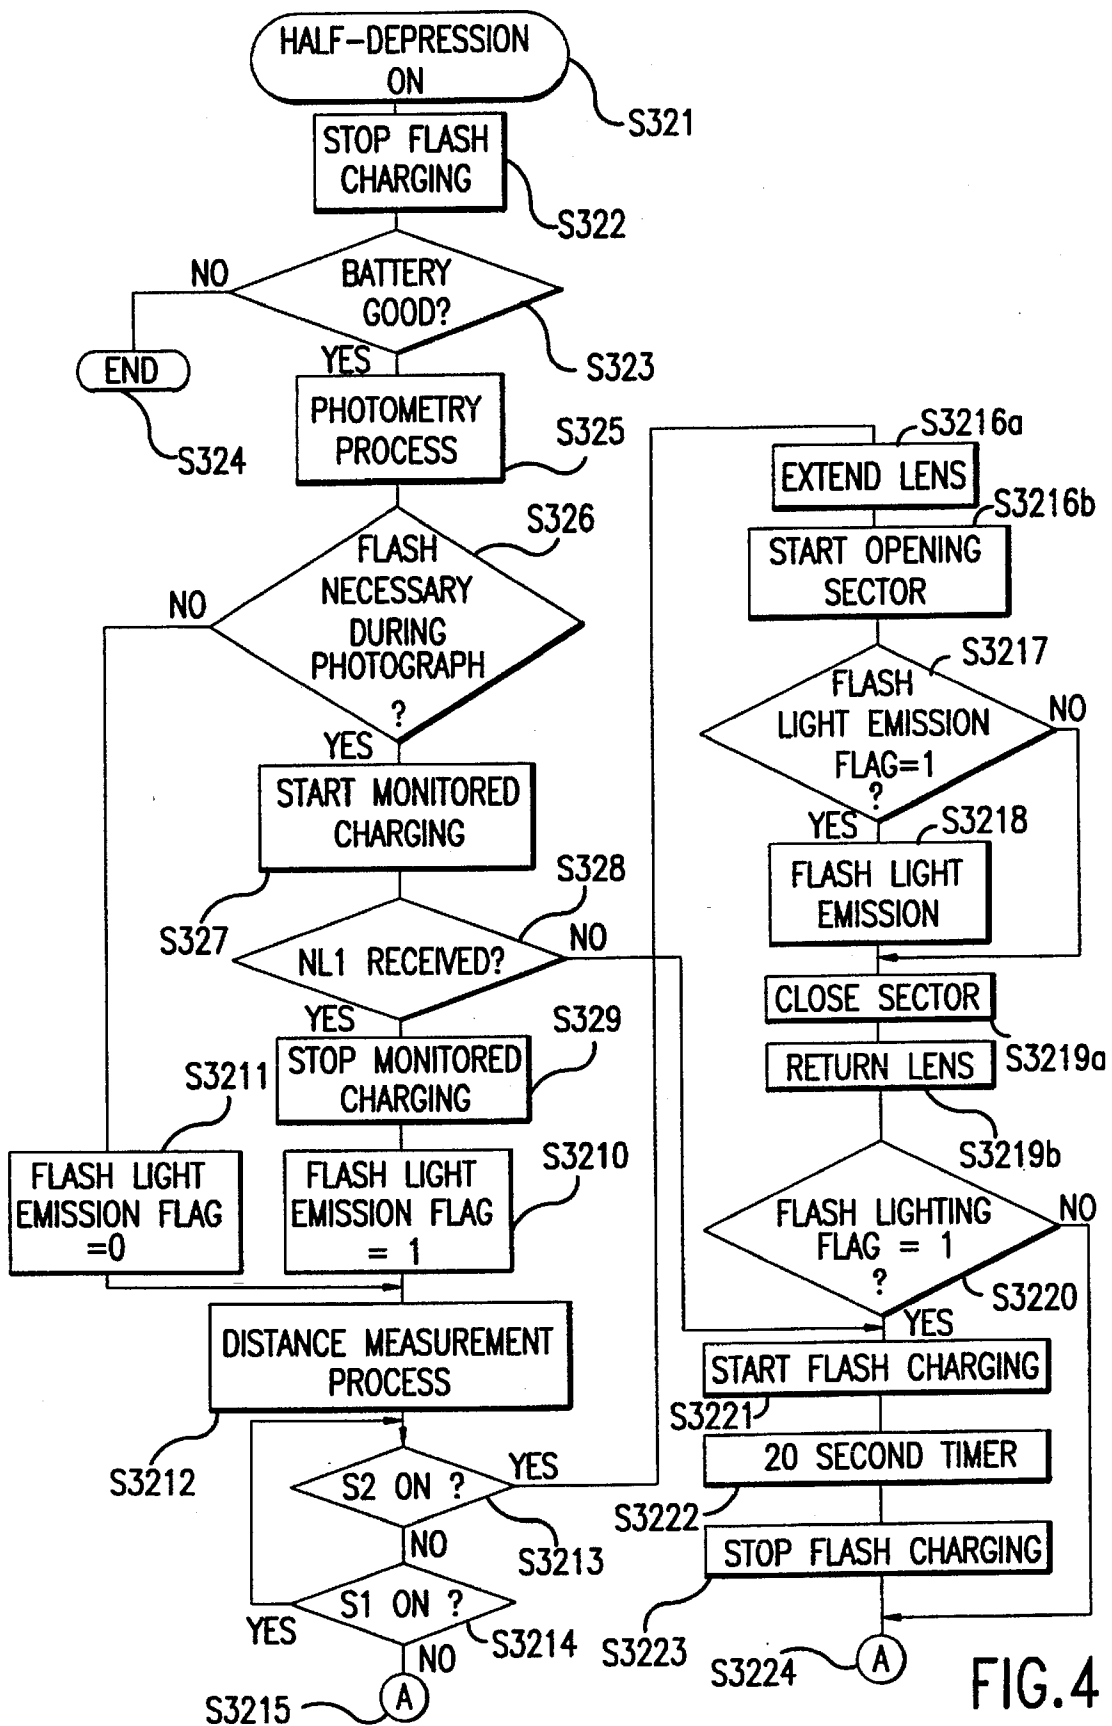 HALF-DEPRESSION
ON
S321
STOP FLASH
CHARGING
S322
BATTERY
GOOD?
NO
S323
END
YES
S324
PHOTOMETRY
PROCESS
S325
S326
FLASH
NECESSARY
DURING
PHOTOGRAPH
?
NO
YES
START MONITORED
CHARGING
S327
S328
NL1 RECEIVED?
NO
YES
S329
STOP MONITORED
CHARGING
S3211
FLASH LIGHT
EMISSION FLAG
=0
S3210
FLASH LIGHT
EMISSION FLAG
= 1
DISTANCE MEASUREMENT
PROCESS
S3212
S2 ON ?
YES
S3213
NO
S1 ON ?
YES
S3214
NO
A
S3215
S3216a
EXTEND LENS
S3216b
START OPENING
SECTOR
S3217
FLASH
LIGHT EMISSION
FLAG=1
?
NO
YES
S3218
FLASH LIGHT
EMISSION
CLOSE SECTOR
S3219a
RETURN LENS
S3219b
FLASH LIGHTING
FLAG = 1
?
NO
S3220
YES
START FLASH CHARGING
S3221
20 SECOND TIMER
S3222
STOP FLASH CHARGING
S3223
A
S3224
FIG.4